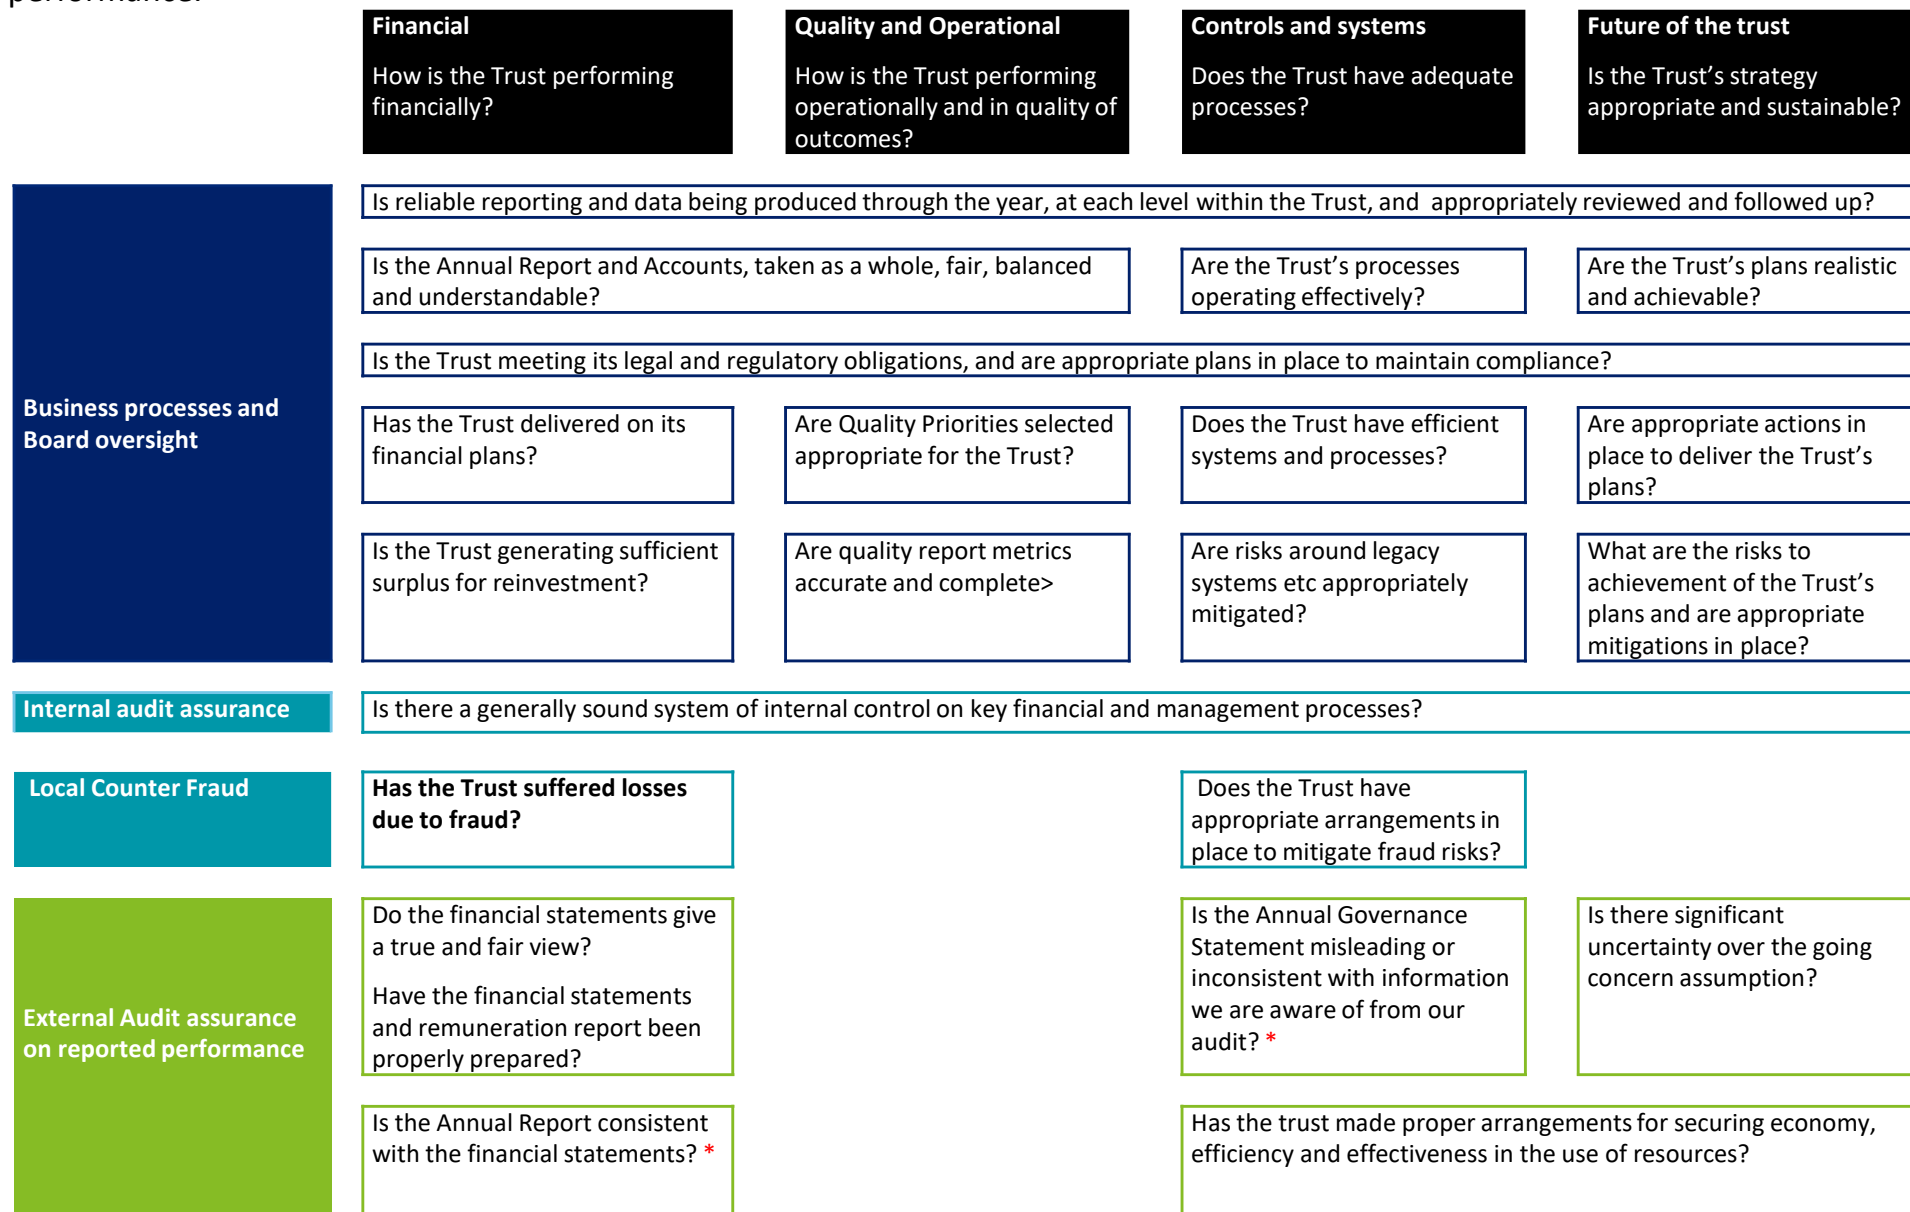 performance.
Financial
How is the Trust performing
financially?
Quality and Operational
How is the Trust performing
operationally and in quality of
outcomes?
Controls and systems
Does the Trust have adequate
processes?
Future of the trust
Is the Trust’s strategy
appropriate and sustainable?
Business processes and
Board oversight
Is reliable reporting and data being produced through the year, at each level within the Trust, and  appropriately reviewed and followed up?
Is the Annual Report and Accounts, taken as a whole, fair, balanced
and understandable?
Are the Trust’s processes
operating effectively?
Are the Trust’s plans realistic
and achievable?
Is the Trust meeting its legal and regulatory obligations, and are appropriate plans in place to maintain compliance?
Has the Trust delivered on its
financial plans?
Are Quality Priorities selected
appropriate for the Trust?
Does the Trust have efficient
systems and processes?
Are appropriate actions in
place to deliver the Trust’s
plans?
Is the Trust generating sufficient
surplus for reinvestment?
Are quality report metrics
accurate and complete>
Are risks around legacy
systems etc appropriately
mitigated?
What are the risks to
achievement of the Trust’s
plans and are appropriate
mitigations in place?
Internal audit assurance
Is there a generally sound system of internal control on key financial and management processes?
Local Counter Fraud
Has the Trust suffered losses
due to fraud?
Does the Trust have
appropriate arrangements in
place to mitigate fraud risks?
External Audit assurance
on reported performance
Do the financial statements give
a true and fair view?
Have the financial statements
and remuneration report been
properly prepared?
Is the Annual Governance
Statement misleading or
inconsistent with information
we are aware of from our
audit? *
Is there significant
uncertainty over the going
concern assumption?
Is the Annual Report consistent
with the financial statements? *
Has the trust made proper arrangements for securing economy,
efficiency and effectiveness in the use of resources?